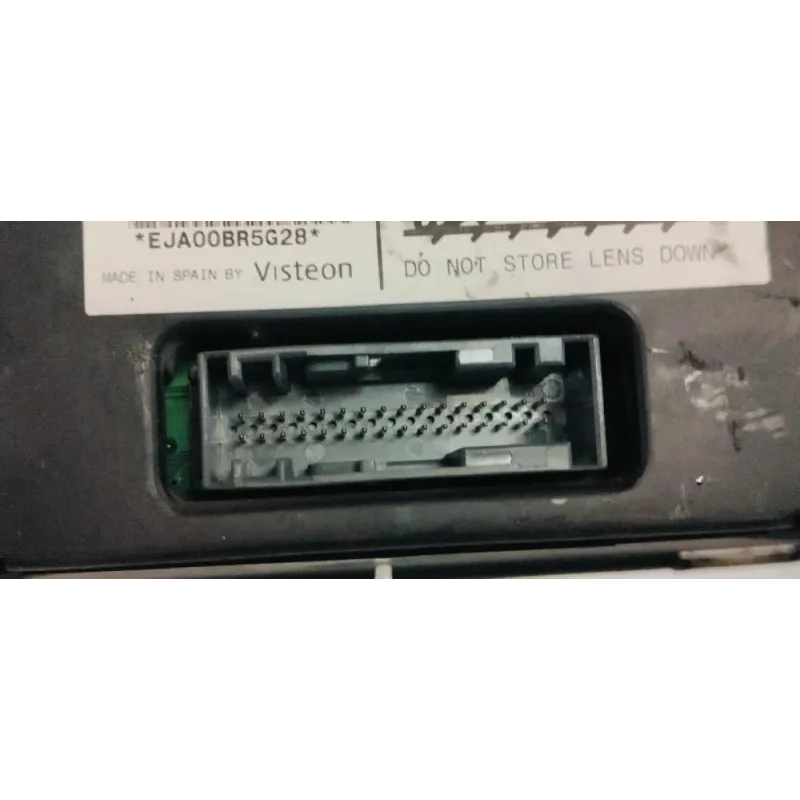 *EJA00BR5G28*
MADE IN SPAIN BY Visteon
DO NOT STORE LENS DOWN